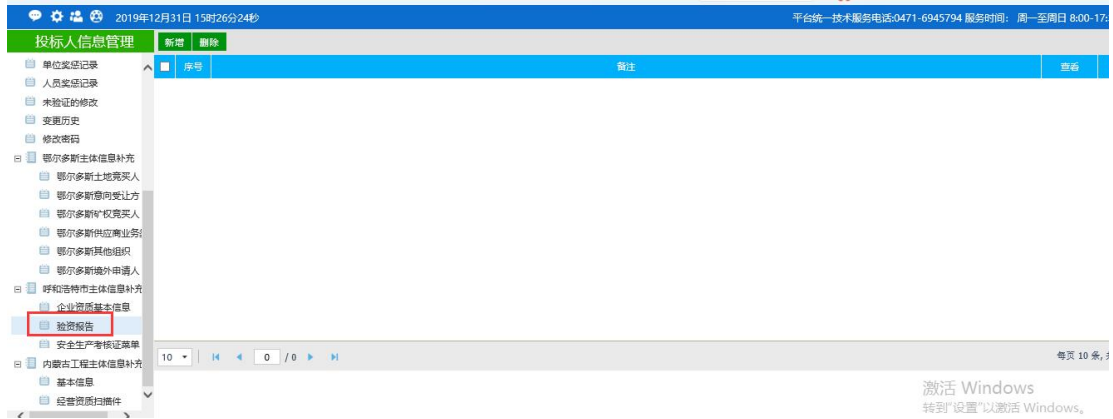 2019年12月31日 15时26分24秒
平台统一技术服务电话:0471-6945794 服务时间: 周一至周日 8:00-17:
投标人信息管理
新增 删除
序号 备注 查看
单位奖惩记录
人员奖惩记录
未验证的修改
变更历史
修改密码
鄂尔多斯主体信息补充
鄂尔多斯土地竞买人
鄂尔多斯意向受让方
鄂尔多斯矿权竞买人
鄂尔多斯供应商业务
鄂尔多斯其他组织
鄂尔多斯境外申请人
呼和浩特市主体信息补充
企业资质基本信息
验资报告
安全生产考核证菜单
内蒙古工程主体信息补充
基本信息
经营资质扫描件
10 0 / 0
每页 10 条,
激活 Windows
转到"设置"以激活 Windows。